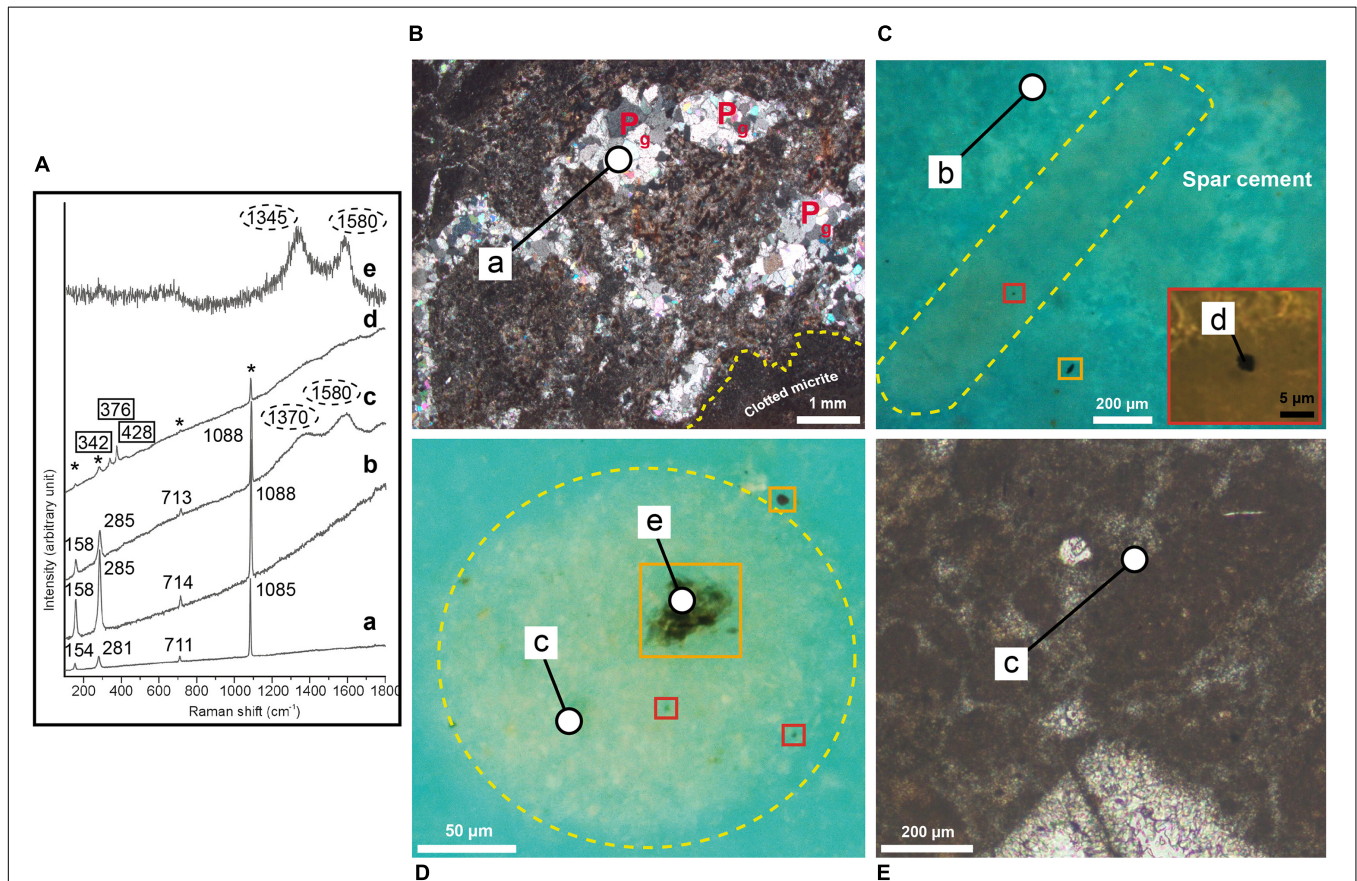 A
1345
1580
e
d
*
c
1580
1370
376
428
342
*
*
*
1088
b
713
1088
285
158
285
714
1085
158
a
154
281
711
200 400 600 800 1000 1200 1400 1600 1800
Raman shift (cm-1)
Intensity (arbitrary unit)
B
Pg
Pg
Pg
a
Clotted micrite
1 mm
C
b
Spar cement
d
5 µm
200 µm
e
c
50 µm
D
c
200 µm
E